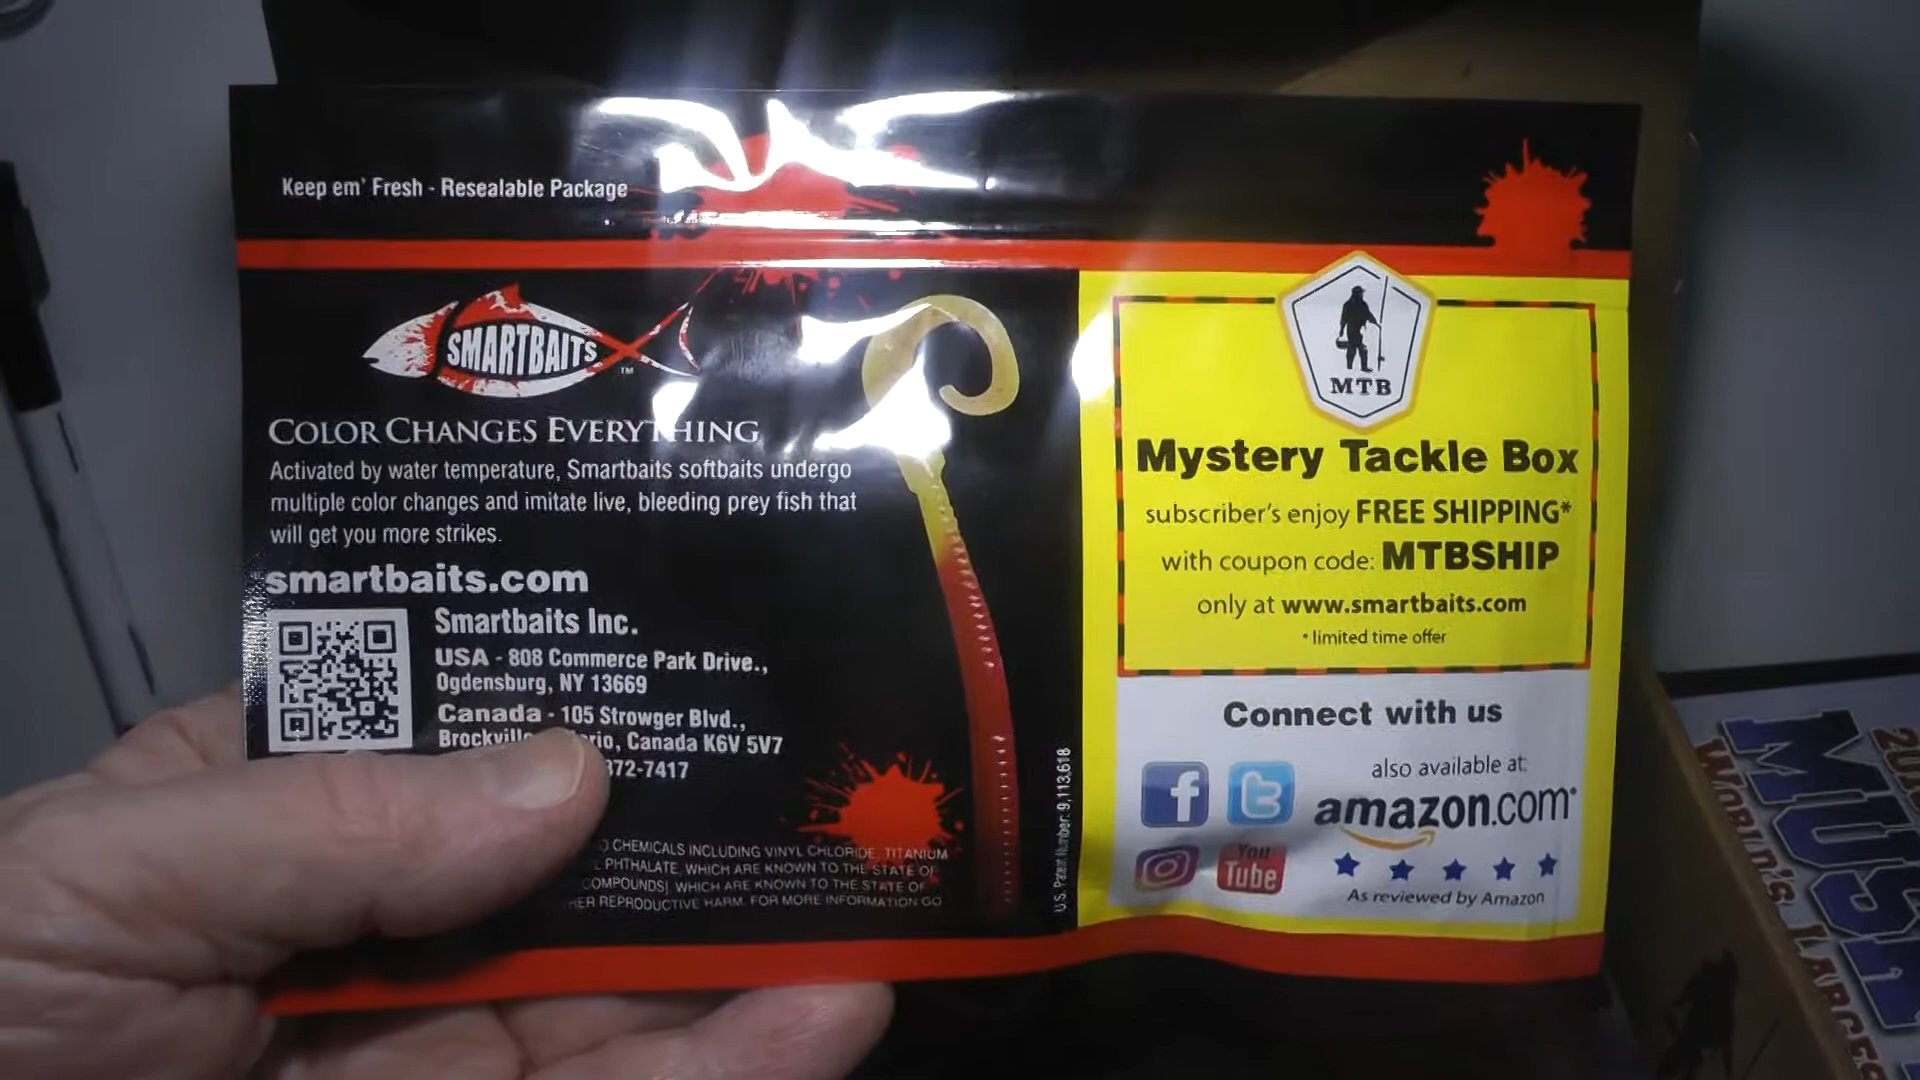 Keep em' Fresh - Resealable Package
SMARTBAITS™
COLOR CHANGES EVERYTHING
Activated by water temperature, Smartbaits softbaits undergo
multiple color changes and imitate live, bleeding prey fish that
will get you more strikes.
smartbaits.com
Smartbaits Inc.
USA - 808 Commerce Park Drive.,
Ogdensburg, NY 13669
Canada - 105 Strowger Blvd.,
Canada K6V 5V7
372-7417
CHEMICALS INCLUDING VINYL CHLORIDE, TITANIUM
PHTHALATE, WHICH ARE KNOWN TO THE STATE OF
COMPOUNDS), WHICH ARE KNOWN TO THE STATE OF
REPRODUCTIVE HARM. FOR MORE INFORMATION GO
U.S. Patent Number: 9,113,618
MTB
Mystery Tackle Box
subscriber's enjoy FREE SHIPPING*
with coupon code: MTBSHIP
only at www.smartbaits.com
* limited time offer
Connect with us
f
t
You
Tube
also available at:
amazon.com
As reviewed by Amazon
WORLD'S